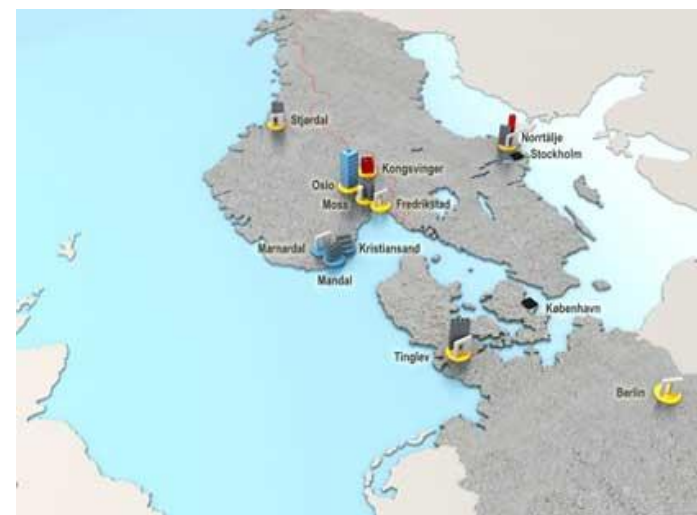 Stjørdal
Norrtälje
Stockholm
Kongsvinger
Oslo
Moss
Fredrikstad
Marnardal
Kristiansand
Mandal
København
Tinglev
Berlin